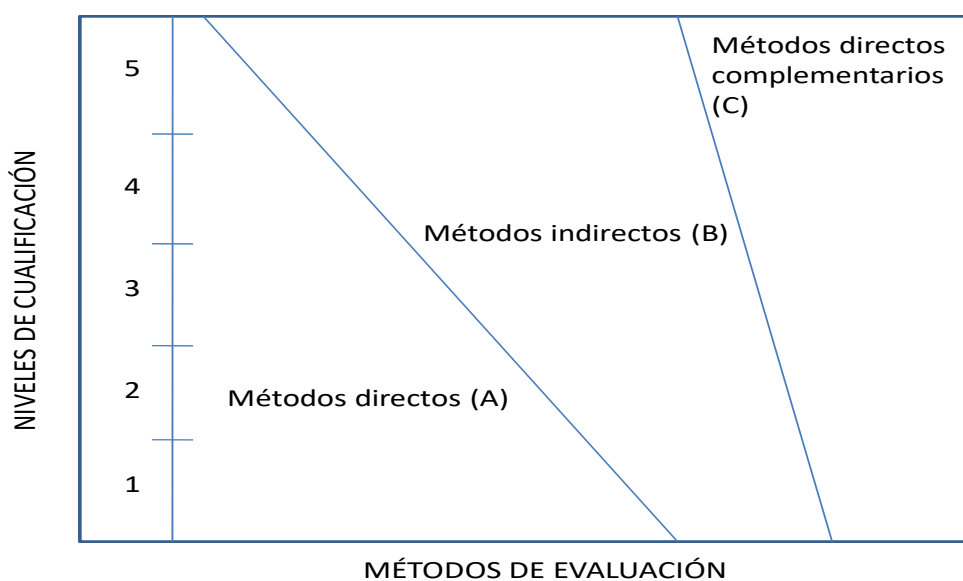 NIVELES DE CUALIFICACIÓN
5
4
3
2
1
Métodos directos
complementarios
(C)
Métodos indirectos (B)
Métodos directos (A)
MÉTODOS DE EVALUACIÓN